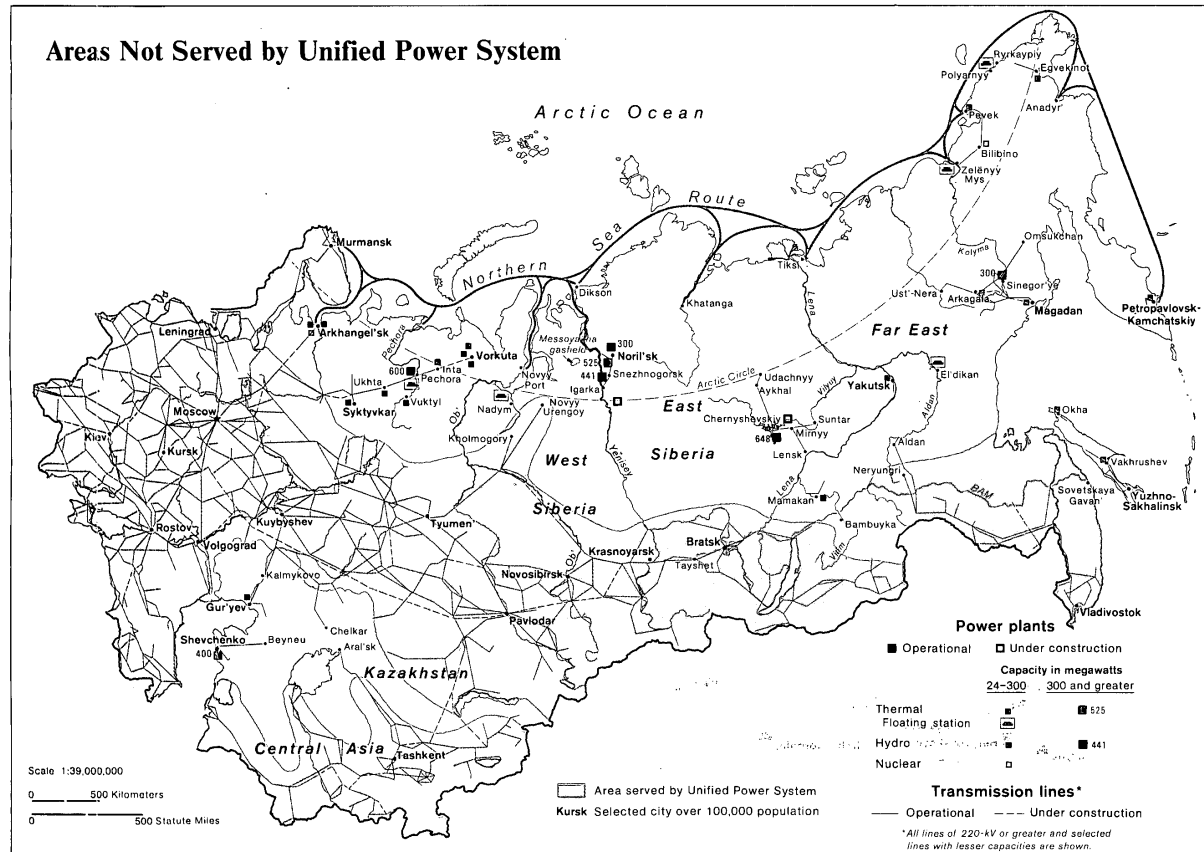 Areas Not Served by Unified Power System
Arctic Ocean
Northern Sea Route
Ryrkaypiy
Polyarnyy
Egvekinot
Anadyr'
Pevek
Bilibino
Zelënyy
Mys
Murmansk
Omsukchan
Kolyma
300
Sinegor'ye
Tiksi
Dikson
Khatanga
Ust'-Nera
Arkagala
Magadan
Petropavlovsk-
Kamchatskiy
Lena
Far East
Leningrad
Arkhangel'sk
Pechora
Messoyakha
gasfield
300
Noril'sk
525
Snezhnogorsk
441
Igarka
Vorkuta
600
Inta
Pechora
Novyy
Port
Ukhta
Vuktyl
Syktyvkar
Nadym
Ob'
Novyy
Urengoy
Arctic Circle
Udachnyy
Aykhal
Vilyuy
Yakutsk
El'dikan
Aldan
Moscow
East
Siberia
Chernyshevskiy
Suntar
Mirnyy
648
Lensk
Okha
Kiev
Kursk
Kholmogory
West
Siberia
Yenisey
Aldan
Neryungri
Vakhrushev
Lena
Mamakan
BAM
Sovetskaya
Gavan'
Yuzhno-
Sakhalinsk
Rostov
Kuybyshev
Tyumen'
Bambuyka
Vitim
Volgograd
Ob'
Krasnoyarsk
Bratsk
Tayshet
Kalmykovo
Novosibirsk
Gur'yev
Pavlodar
Vladivostok
Shevchenko
400
Beyneu
Chelkar
Aral'sk
Kazakhstan
Central Asia
Tashkent
Power plants
Operational Under construction
Capacity in megawatts
24–300 300 and greater
Thermal 525
Floating station
Hydro 441
Nuclear
Scale 1:39,000,000
0 500 Kilometers
0 500 Statute Miles
Area served by Unified Power System
Kursk Selected city over 100,000 population
Transmission lines*
Operational Under construction
*All lines of 220-kV or greater and selected
lines with lesser capacities are shown.